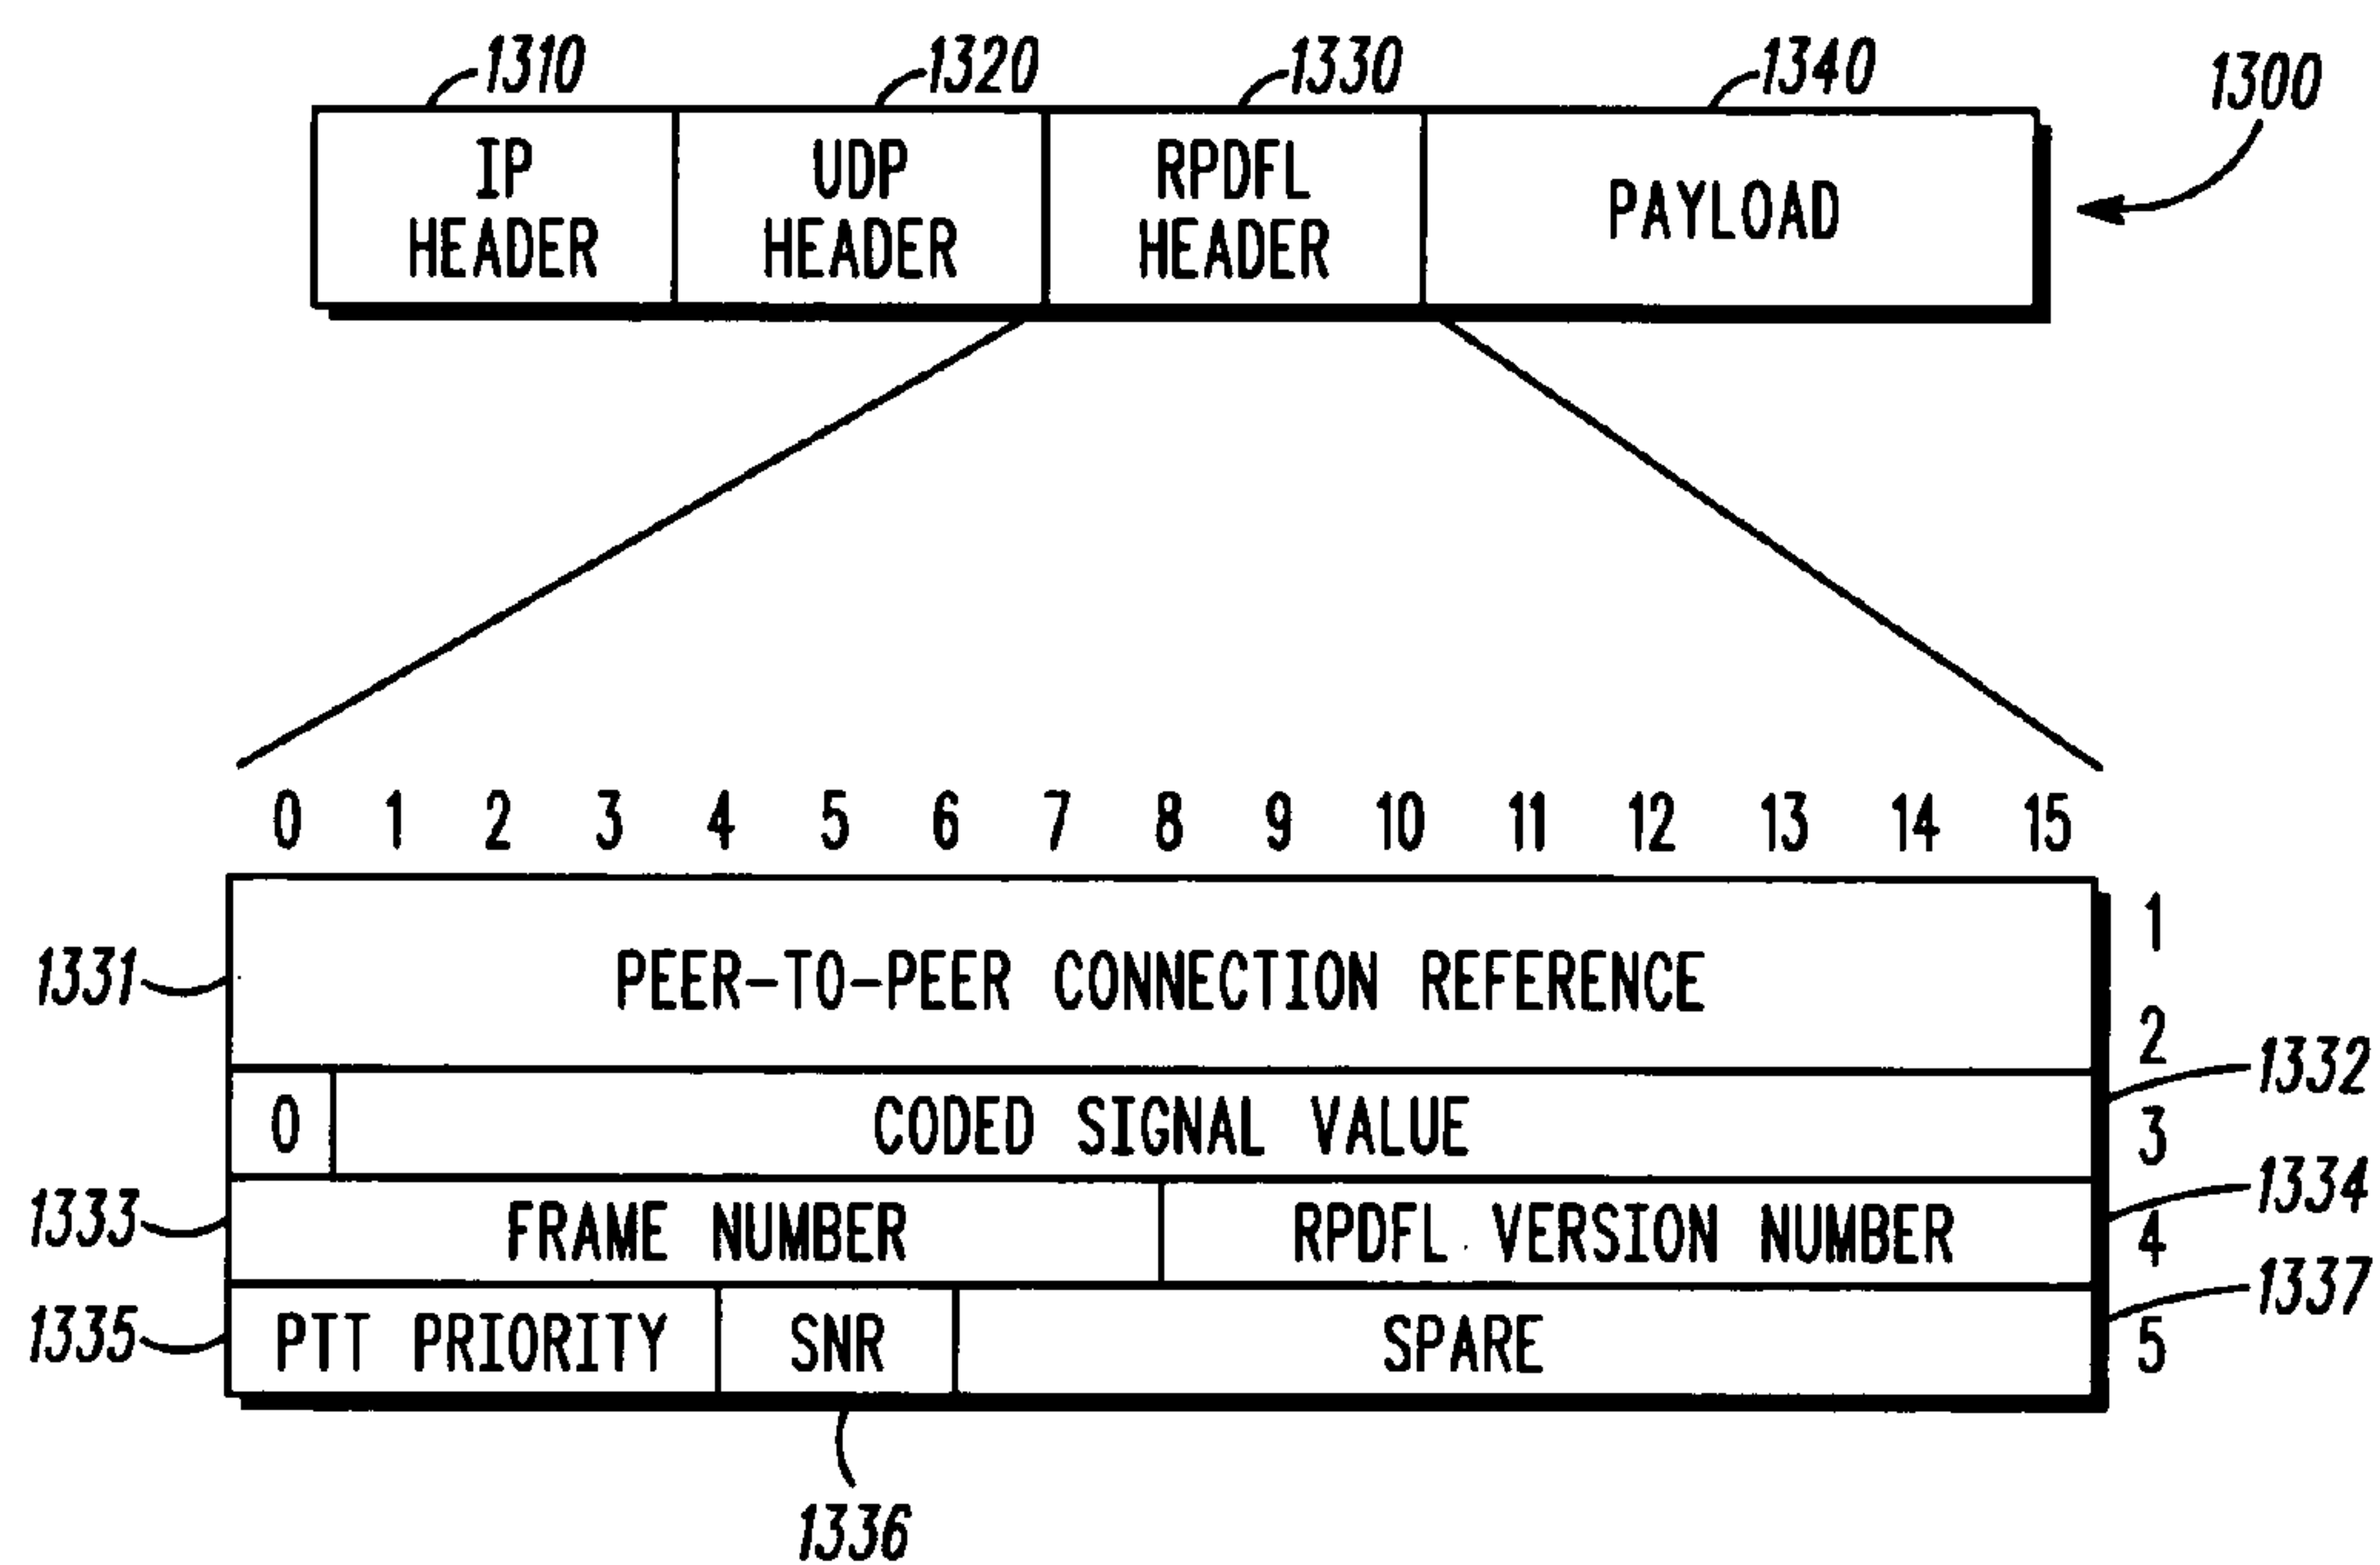 1310 1320 1330 1340 1300
IP HEADER UDP HEADER RPDFL HEADER PAYLOAD
0 1 2 3 4 5 6 7 8 9 10 11 12 13 14 15
1331 PEER-TO-PEER CONNECTION REFERENCE 1 2
0 CODED SIGNAL VALUE 3 1332
1333 FRAME NUMBER RPDFL VERSION NUMBER 4 1334
1335 PTT PRIORITY SNR SPARE 5 1337
1336